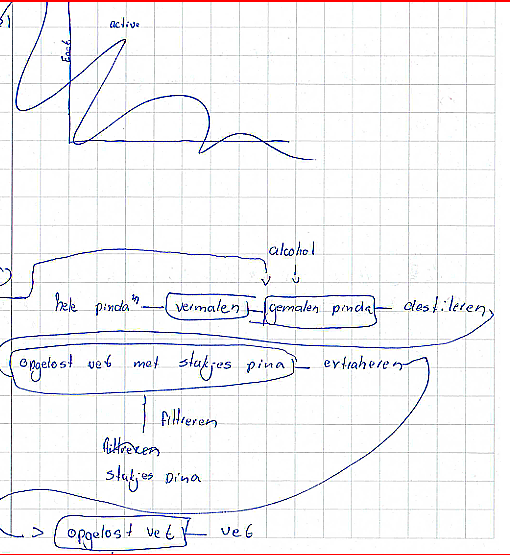 active
Eact
alcohol
hele pinda's vermalen gemalen pinda destileren
opgelost vet met stukjes pina extraheren
filtreren
filtreren
stukjes pina
opgelost vet vet